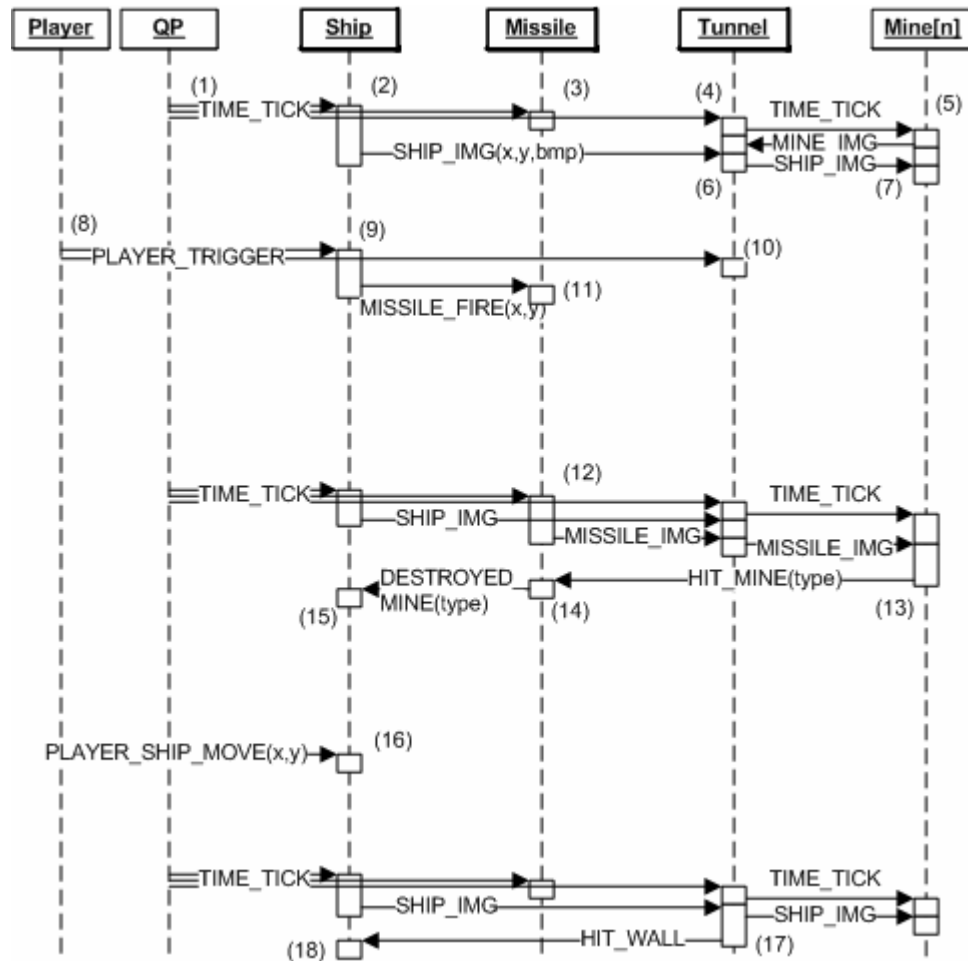 Player QP Ship Missile Tunnel Mine[n]
(1) (2) (3) (4) (5)
TIME_TICK TIME_TICK
MINE_IMG
SHIP_IMG(x,y,bmp) SHIP_IMG
(6) (7)
(8) (9) (10)
PLAYER_TRIGGER
(11)
MISSILE_FIRE(x,y)
(12)
TIME_TICK TIME_TICK
SHIP_IMG
MISSILE_IMG MISSILE_IMG
DESTROYED HIT_MINE(type)
MINE(type)
(15) (14) (13)
(16)
PLAYER_SHIP_MOVE(x,y)
TIME_TICK TIME_TICK
SHIP_IMG SHIP_IMG
(18) HIT_WALL (17)